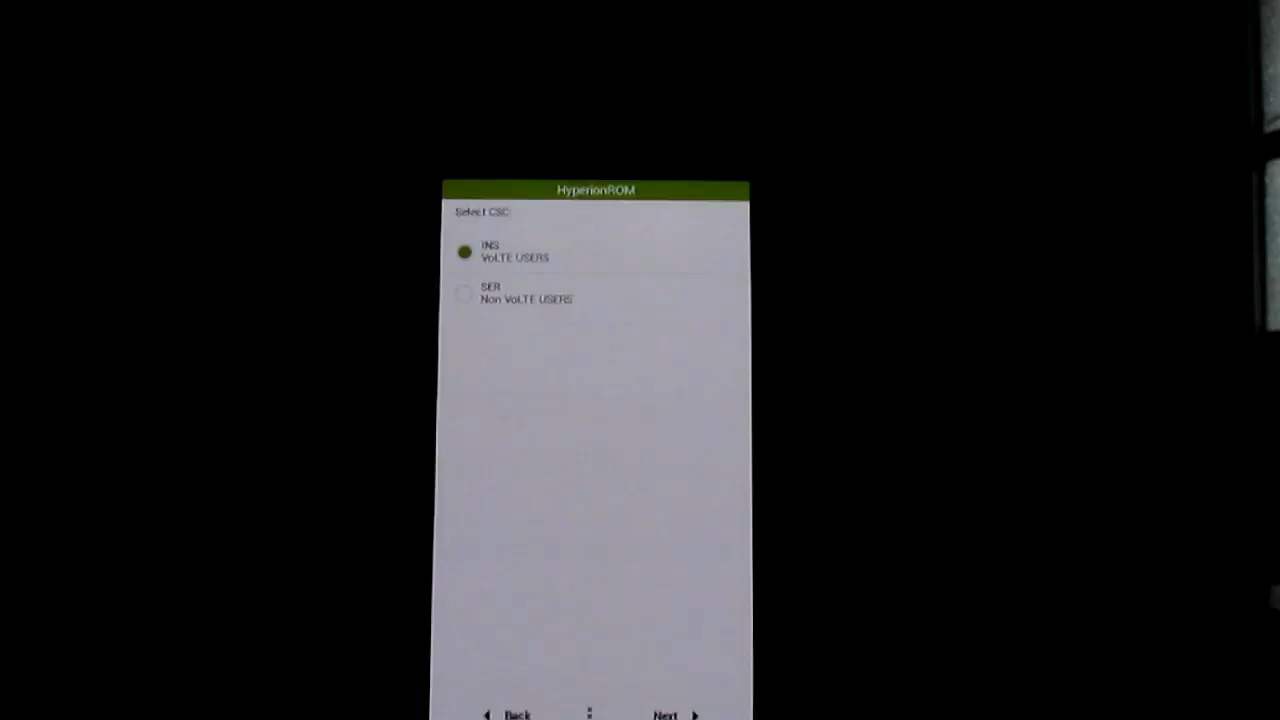 HyperionROM
Select CSC
INS
VoLTE USERS
SER
Non VoLTE USERS
Back
Next